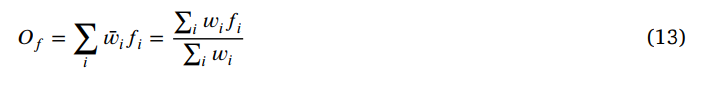 O_f = \sum_i \bar{w}_i f_i = \frac{\sum_i w_i f_i}{\sum_i w_i} (13)